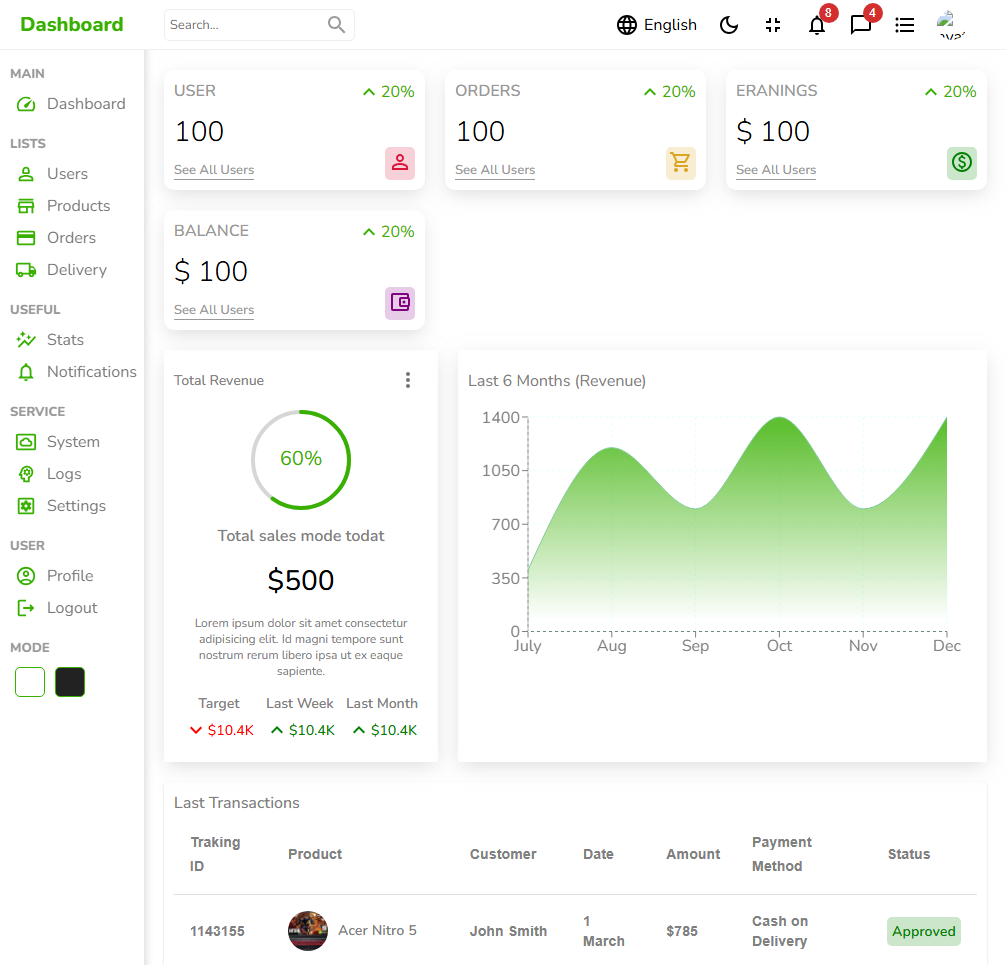 Dashboard
Search...
English
8
4
MAIN
Dashboard
LISTS
Users
Products
Orders
Delivery
USEFUL
Stats
Notifications
SERVICE
System
Logs
Settings
USER
Profile
Logout
MODE
USER
20%
100
See All Users
ORDERS
20%
100
See All Users
ERANINGS
20%
$ 100
See All Users
BALANCE
20%
$ 100
See All Users
Total Revenue
60%
Total sales mode todat
$500
Lorem ipsum dolor sit amet consectetur
adipisicing elit. Id magni tempore sunt
nostrum rerum libero ipsa ut ex eaque
sapiente.
Target
Last Week
Last Month
$10.4K
$10.4K
$10.4K
Last 6 Months (Revenue)
1400
1050
700
350
0
July
Aug
Sep
Oct
Nov
Dec
Last Transactions
Traking
ID
Product
Customer
Date
Amount
Payment
Method
Status
1143155
Acer Nitro 5
John Smith
1
March
$785
Cash on
Delivery
Approved